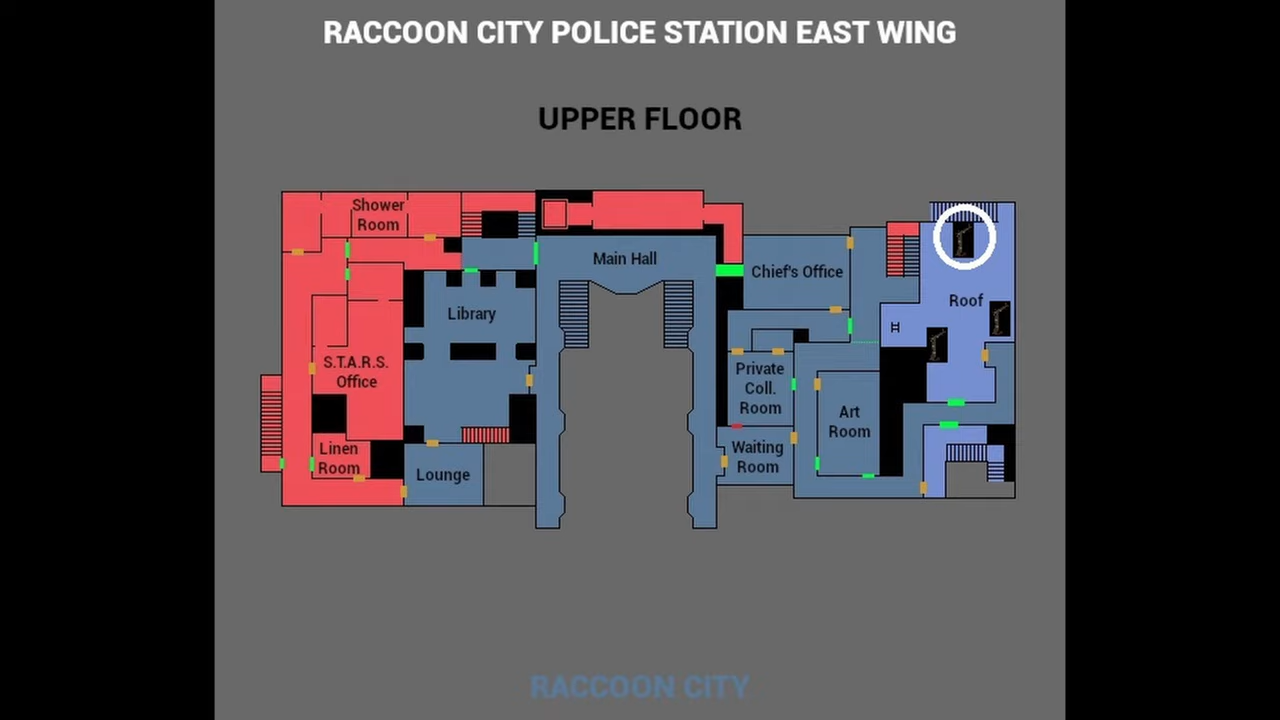 RACCOON CITY POLICE STATION EAST WING
UPPER FLOOR
Shower
Room
Main Hall
Chief's Office
Library
Roof
S.T.A.R.S.
Office
Private
Coll.
Room
Art
Room
Linen
Room
Lounge
Waiting
Room
RACCOON CITY